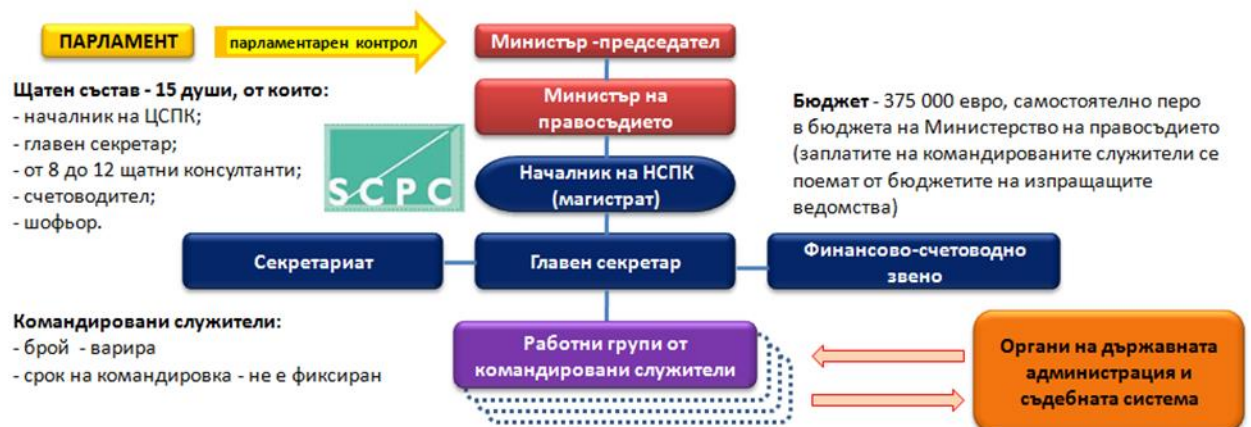 ПАРЛАМЕНТ
парламентарен контрол
Министър -председател
Щатен състав - 15 души, от които:
- началник на ЦСПК;
- главен секретар;
- от 8 до 12 щатни консултанти;
- счетоводител;
- шофьор.
SCPC
Министър на
правосъдието
Началник на НСПК
(магистрат)
Бюджет - 375 000 евро, самостоятелно перо
в бюджета на Министерство на правосъдието
(заплатите на командированите служители се
поемат от бюджетите на изпращащите
ведомства)
Секретариат
Главен секретар
Финансово-счетоводно
звено
Командировани служители:
- брой - варира
- срок на командировка - не е фиксиран
Работни групи от
командировани служители
Органи на държавната
администрация и
съдебната система